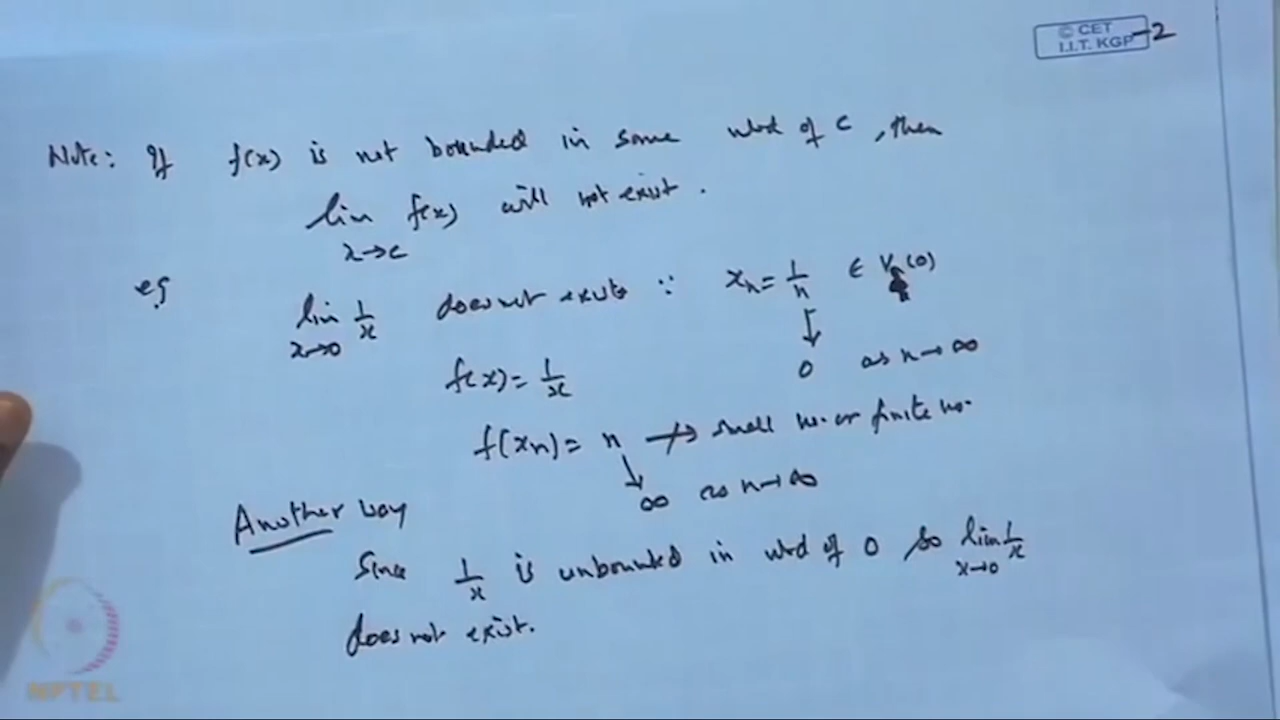 © CET
I.I.T. KGP -2
Note: If f(x) is not bounded in some nbd of c, then
lim f(x) will not exist.
x→c
eg lim 1/x does not exists ∵ xₙ = 1/n ∈ V (0)
x→0
↓
f(x) = 1/x 0 as n→∞
f(xₙ) = n ↛ small no. or finite no.
↘ ∞ as n→∞
Another way
Since 1/x is unbounded in nbd of 0 so lim 1/x
x→0
does not exist.
NPTEL